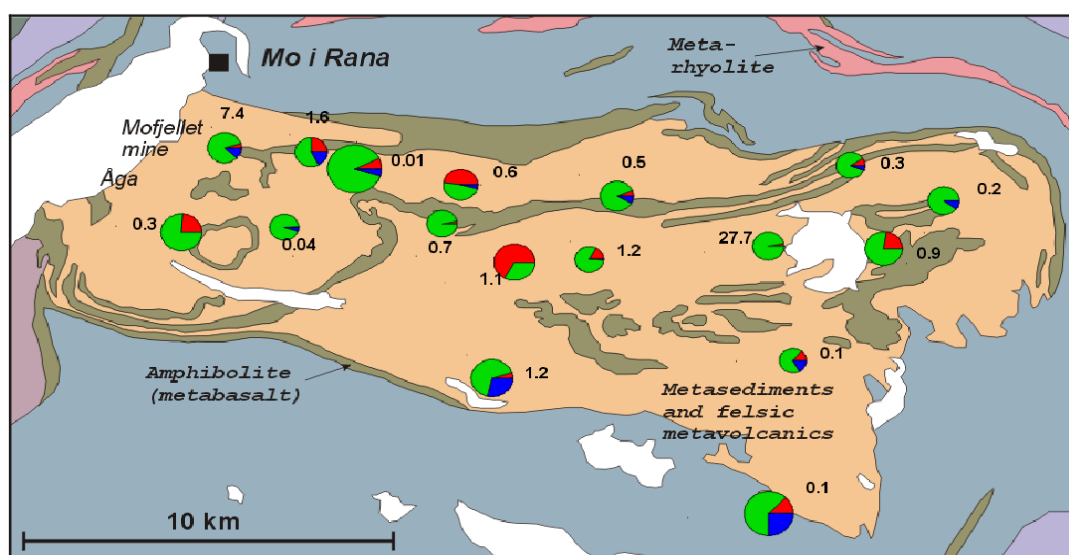 Mo i Rana
Meta-
rhyolite
7.4
1.6
Mofjellet
mine
0.01
0.6
0.5
0.3
Åga
0.2
0.3
0.04
0.7
1.1
1.2
27.7
0.9
0.1
1.2
Amphibolite
(metabasalt)
Metasediments
and felsic
metavolcanics
0.1
10 km